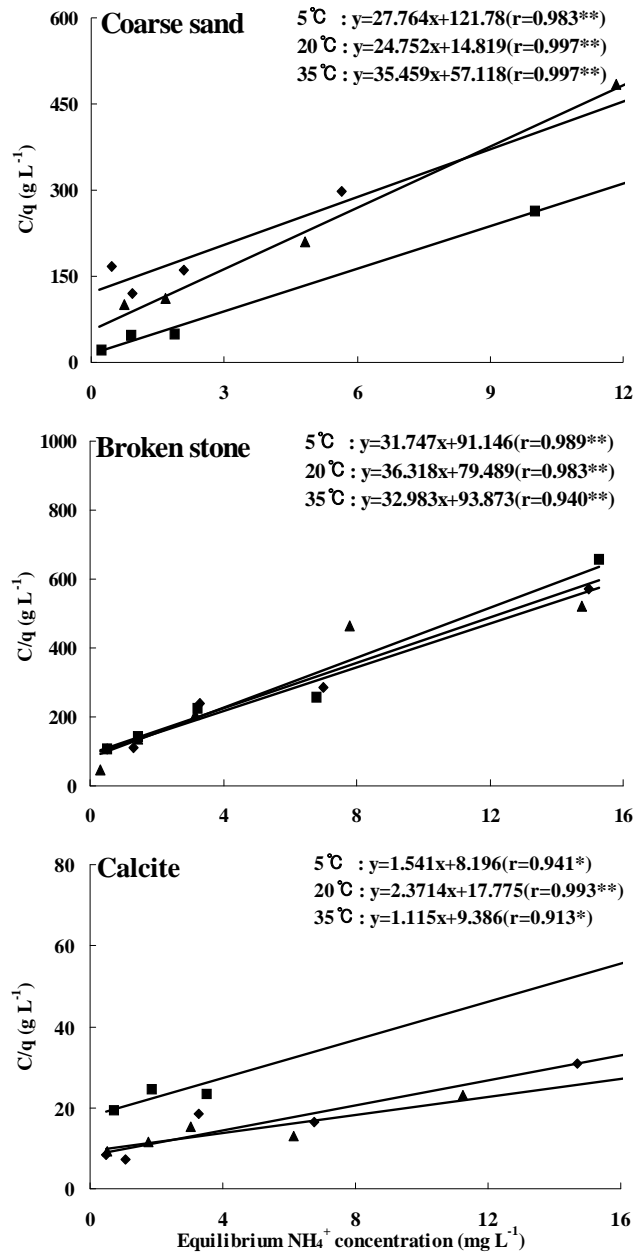 Coarse sand
5℃ : y=27.764x+121.78(r=0.983**)
20℃ : y=24.752x+14.819(r=0.997**)
35℃ : y=35.459x+57.118(r=0.997**)
600
450
300
150
0
C/q (g L⁻¹)
0 3 6 9 12
Broken stone
5℃ : y=31.747x+91.146(r=0.989**)
20℃ : y=36.318x+79.489(r=0.983**)
35℃ : y=32.983x+93.873(r=0.940**)
1000
800
600
400
200
0
C/q (g L⁻¹)
0 4 8 12 16
Calcite
5℃ : y=1.541x+8.196(r=0.941*)
20℃ : y=2.3714x+17.775(r=0.993**)
35℃ : y=1.115x+9.386(r=0.913*)
80
60
40
20
0
C/q (g L⁻¹)
0 4 8 12 16
Equilibrium NH₄⁺ concentration (mg L⁻¹)